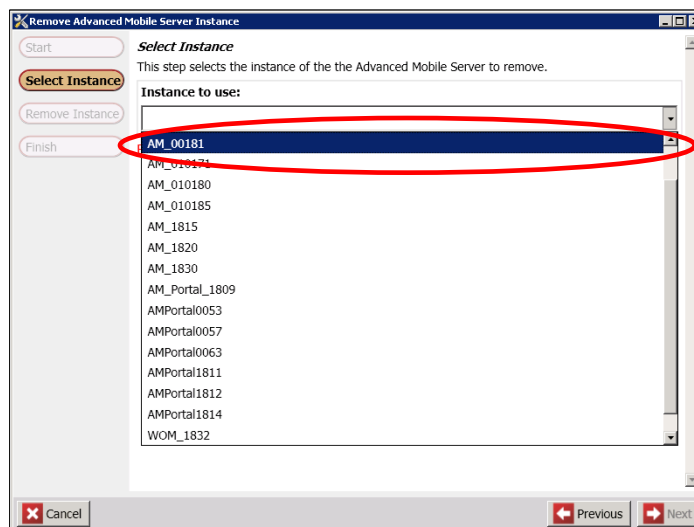 Remove Advanced Mobile Server Instance
Start
Select Instance
Remove Instance
Finish
Select Instance
This step selects the instance of the the Advanced Mobile Server to remove.
Instance to use:
AM_00181
AM_010171
AM_010180
AM_010185
AM_1815
AM_1820
AM_1830
AM_Portal_1809
AMPortal0053
AMPortal0057
AMPortal0063
AMPortal1811
AMPortal1812
AMPortal1814
WOM_1832
Cancel
Previous
Next